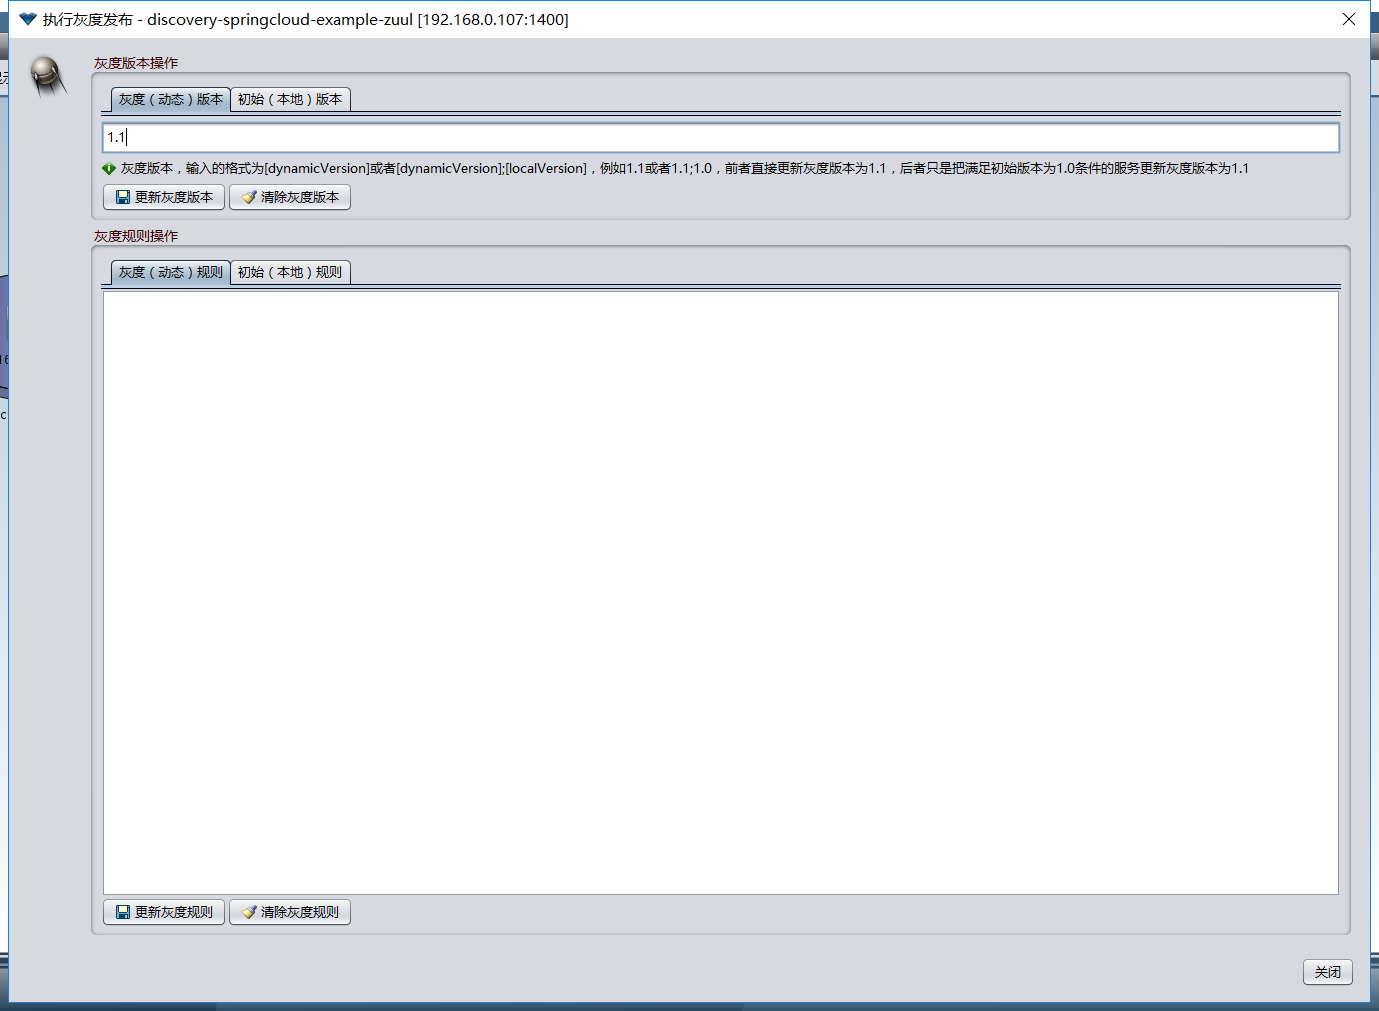 执行灰度发布 - discovery-springcloud-example-zuul [192.168.0.107:1400]
灰度版本操作
灰度（动态）版本 初始（本地）版本
1.1
灰度版本，输入的格式为[dynamicVersion]或者[dynamicVersion];[localVersion]，例如1.1或者1.1;1.0，前者直接更新灰度版本为1.1，后者只是把满足初始版本为1.0条件的服务更新灰度版本为1.1
更新灰度版本 清除灰度版本
灰度规则操作
灰度（动态）规则 初始（本地）规则
更新灰度规则 清除灰度规则
关闭